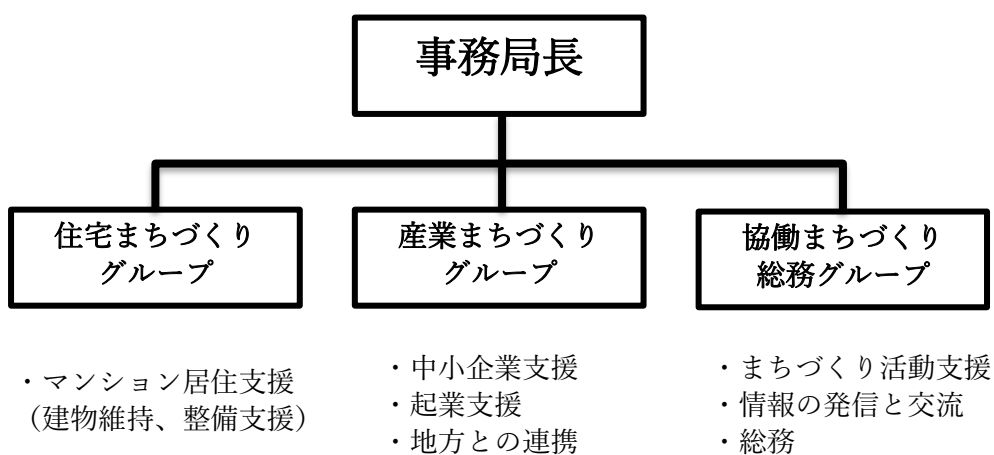 事務局長
住宅まちづくり
グループ
産業まちづくり
グループ
協働まちづくり
総務グループ
・マンション居住支援
（建物維持、整備支援）
・中小企業支援
・起業支援
・地方との連携
・まちづくり活動支援
・情報の発信と交流
・総務